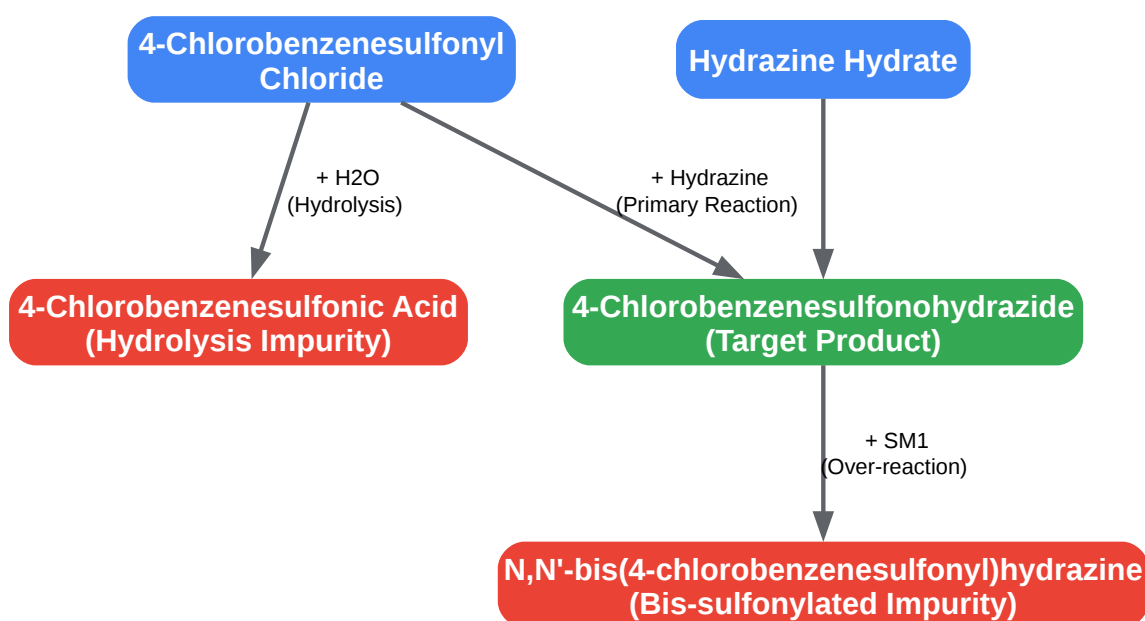 4-Chlorobenzenesulfonyl
Chloride
Hydrazine Hydrate
+ H2O
(Hydrolysis)
+ Hydrazine
(Primary Reaction)
4-Chlorobenzenesulfonic Acid
(Hydrolysis Impurity)
4-Chlorobenzenesulfonohydrazide
(Target Product)
+ SM1
(Over-reaction)
N,N'-bis(4-chlorobenzenesulfonyl)hydrazine
(Bis-sulfonylated Impurity)